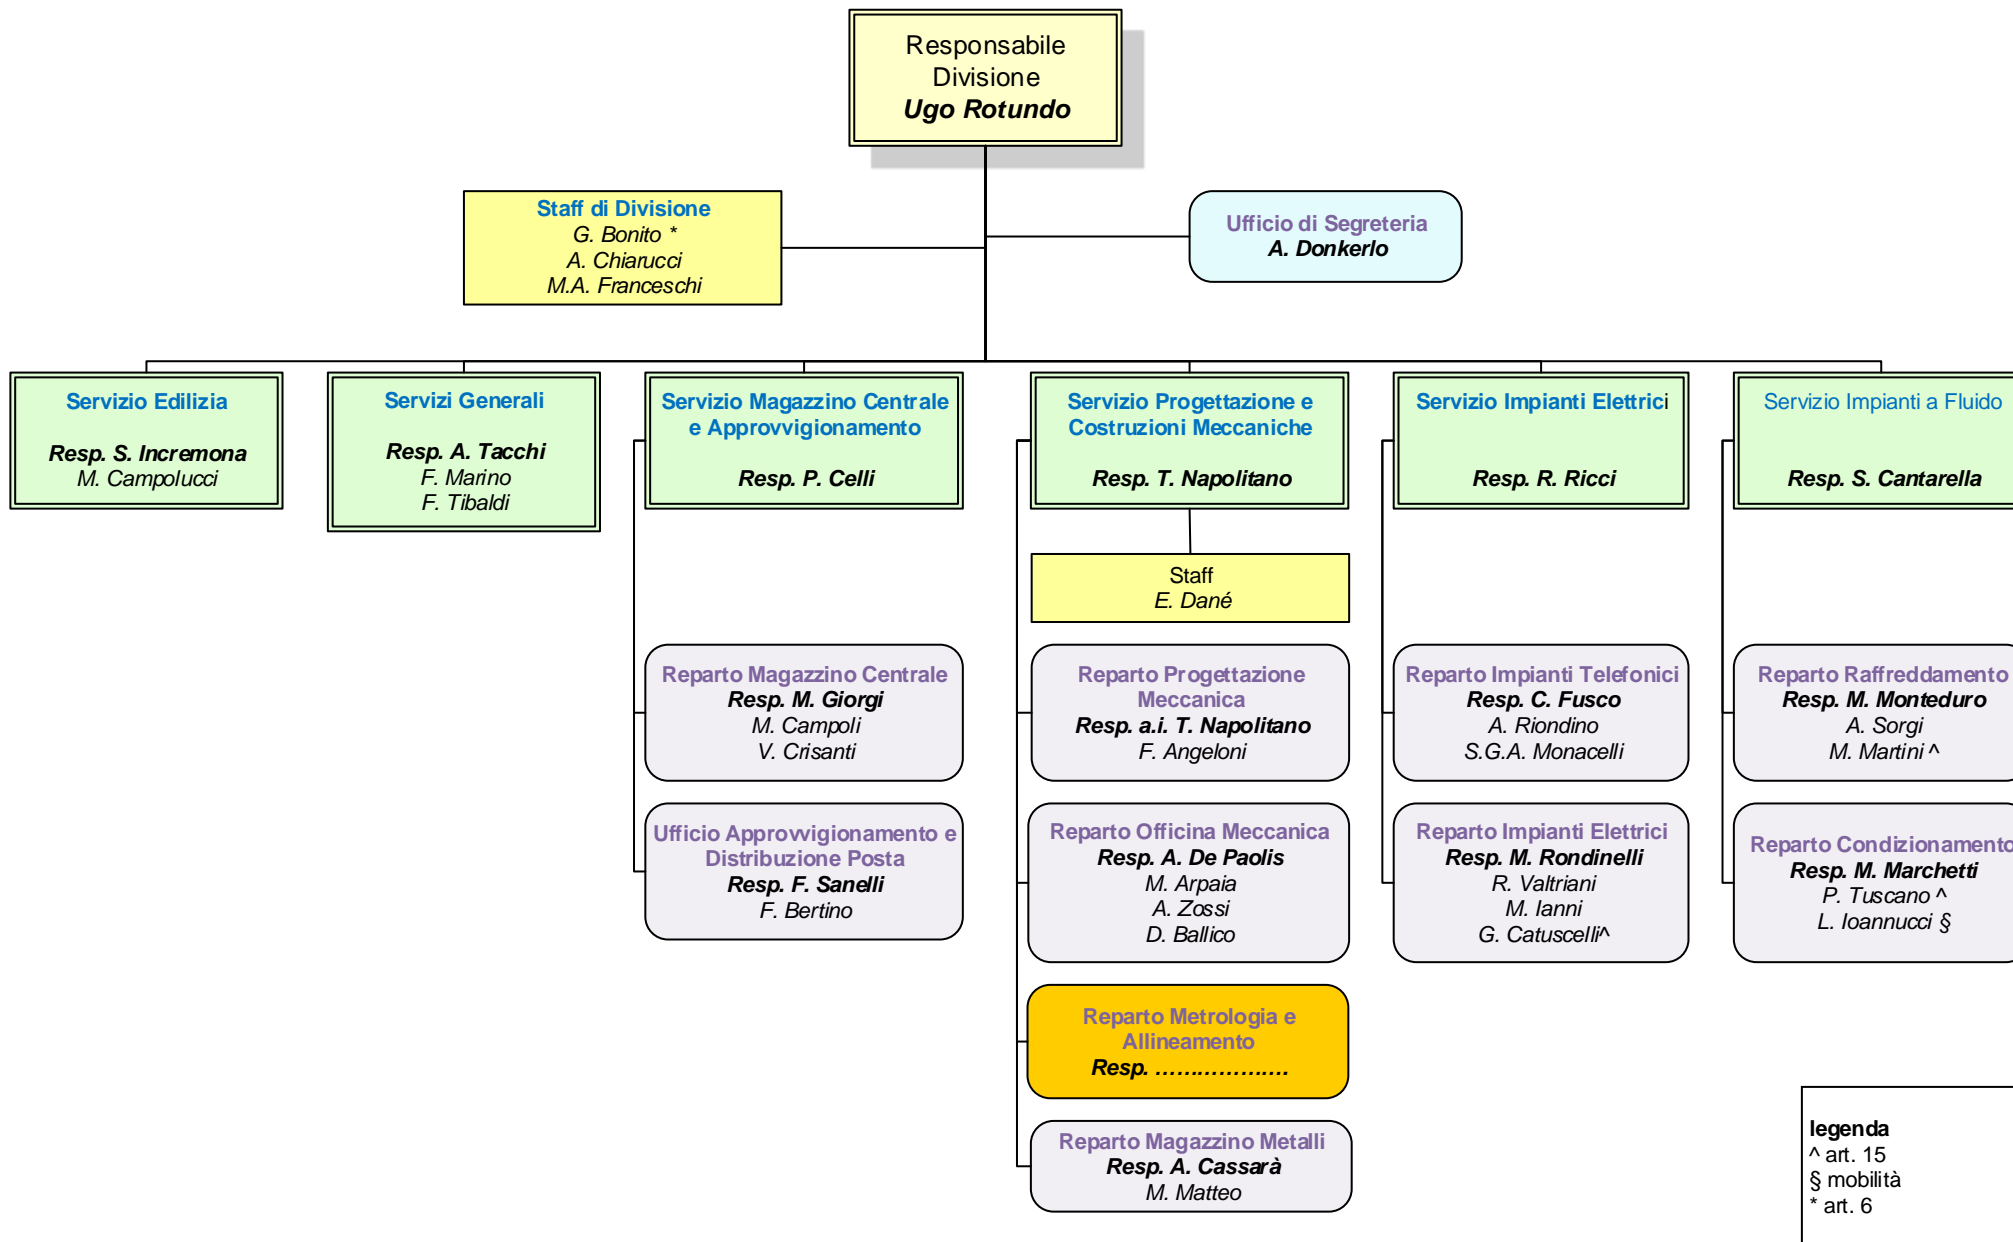 Responsabile
Divisione
Ugo Rotundo
Staff di Divisione
G. Bonito *
A. Chiarucci
M.A. Franceschi
Ufficio di Segreteria
A. Donkerlo
Servizio Edilizia
Resp. S. Incremona
M. Campolucci
Servizi Generali
Resp. A. Tacchi
F. Marino
F. Tibaldi
Servizio Magazzino Centrale
e Approvvigionamento
Resp. P. Celli
Servizio Progettazione e
Costruzioni Meccaniche
Resp. T. Napolitano
Servizio Impianti Elettrici
Resp. R. Ricci
Servizio Impianti a Fluido
Resp. S. Cantarella
Staff
E. Dané
Reparto Magazzino Centrale
Resp. M. Giorgi
M. Campoli
V. Crisanti
Reparto Progettazione
Meccanica
Resp. a.i. T. Napolitano
F. Angeloni
Reparto Impianti Telefonici
Resp. C. Fusco
A. Riondino
S.G.A. Monacelli
Reparto Raffreddamento
Resp. M. Monteduro
A. Sorgi
M. Martini ^
Ufficio Approvvigionamento e
Distribuzione Posta
Resp. F. Sanelli
F. Bertino
Reparto Officina Meccanica
Resp. A. De Paolis
M. Arpaia
A. Zossi
D. Ballico
Reparto Impianti Elettrici
Resp. M. Rondinelli
R. Valtriani
M. Ianni
G. Catuscelli^
Reparto Condizionamento
Resp. M. Marchetti
P. Tuscano ^
L. Ioannucci §
Reparto Metrologia e
Allineamento
Resp. ………………..
Reparto Magazzino Metalli
Resp. A. Cassarà
M. Matteo
legenda
^ art. 15
§ mobilità
* art. 6